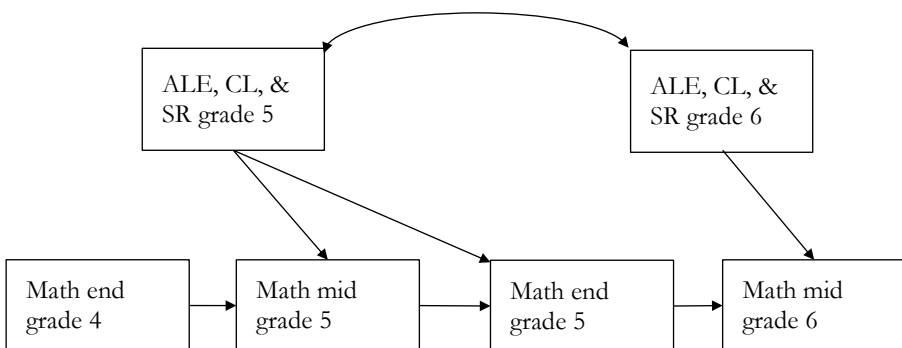 ALE, CL, &
SR grade 5
ALE, CL, &
SR grade 6
Math end
grade 4
Math mid
grade 5
Math end
grade 5
Math mid
grade 6